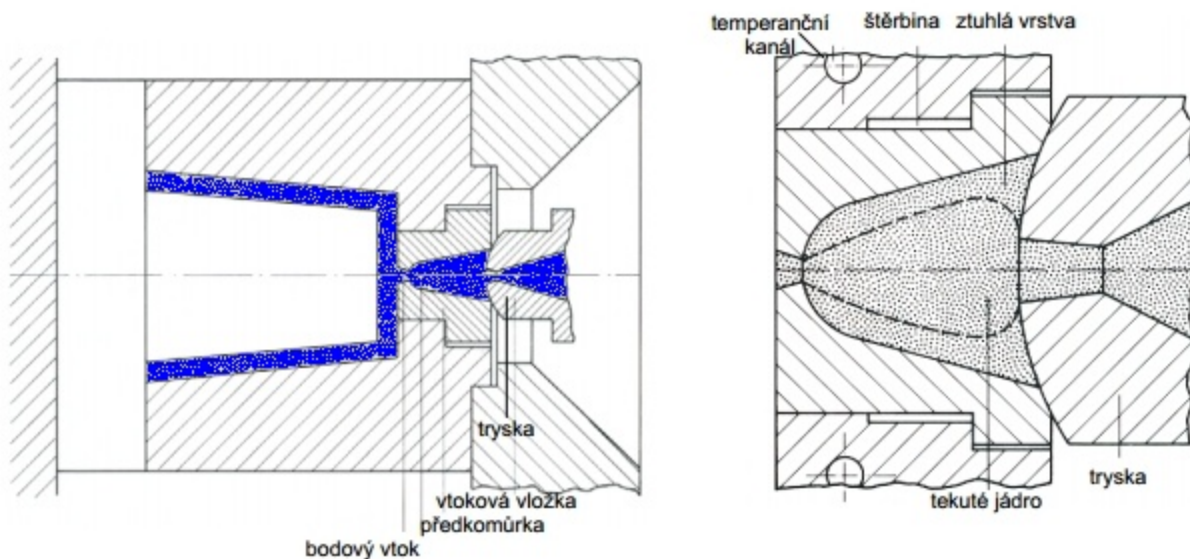 temperanční
kanál
štěrbina
ztuhlá vrstva
tryska
vtoková vložka
předkomůrka
bodový vtok
tekuté jádro
tryska